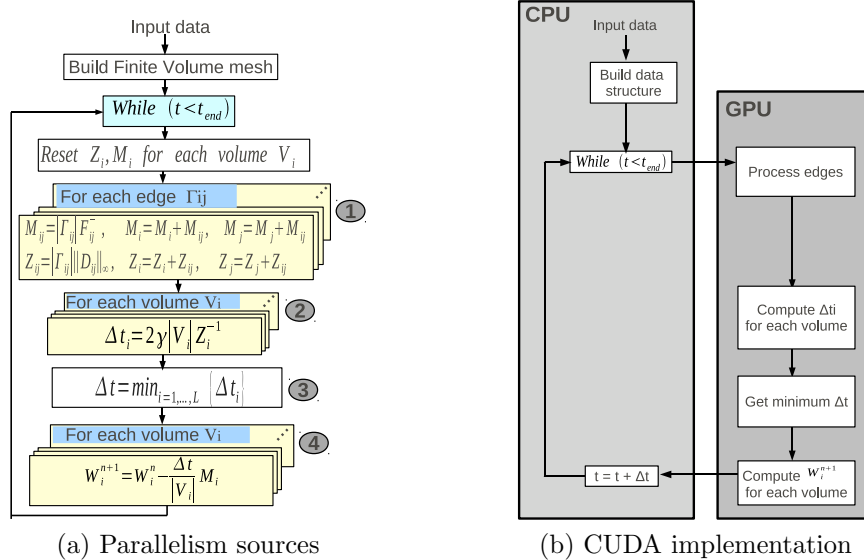 Input data
Build Finite Volume mesh
While (t<t_end)
Reset Z_i, M_i for each volume V_i
For each edge Γij
1
M_ij=|Γ_ij|F_ij^-, M_i=M_i+M_ij, M_j=M_j+M_ij
Z_ij=|Γ_ij|‖D_ij‖_∞, Z_i=Z_i+Z_ij, Z_j=Z_j+Z_ij
For each volume Vi
2
Δt_i=2γ|V_i|Z_i^-1
Δt=min_i=1,...,L {Δt_i}
3
For each volume Vi
4
W_i^n+1=W_i^n-Δt/|V_i| M_i
(a) Parallelism sources
CPU
Input data
Build data
structure
While (t<t_end)
t = t + Δt
GPU
Process edges
Compute Δti
for each volume
Get minimum Δt
Compute W_i^n+1
for each volume
(b) CUDA implementation